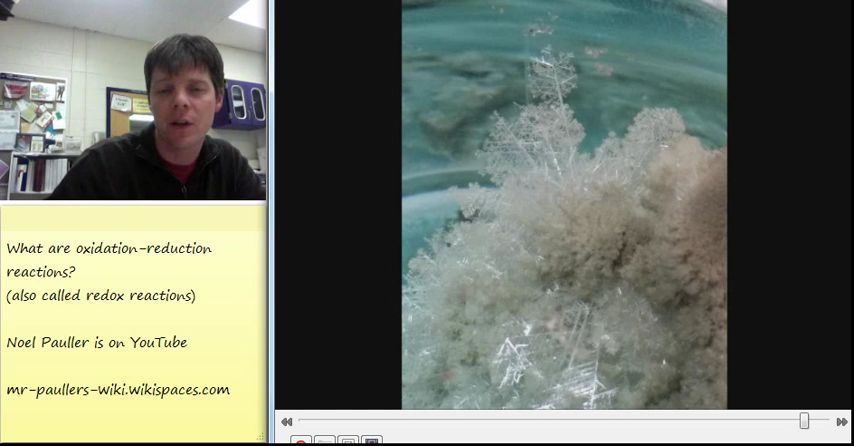 What are oxidation-reduction
reactions?
(also called redox reactions)
Noel Pauller is on YouTube
mr-paullers-wiki.wikispaces.com